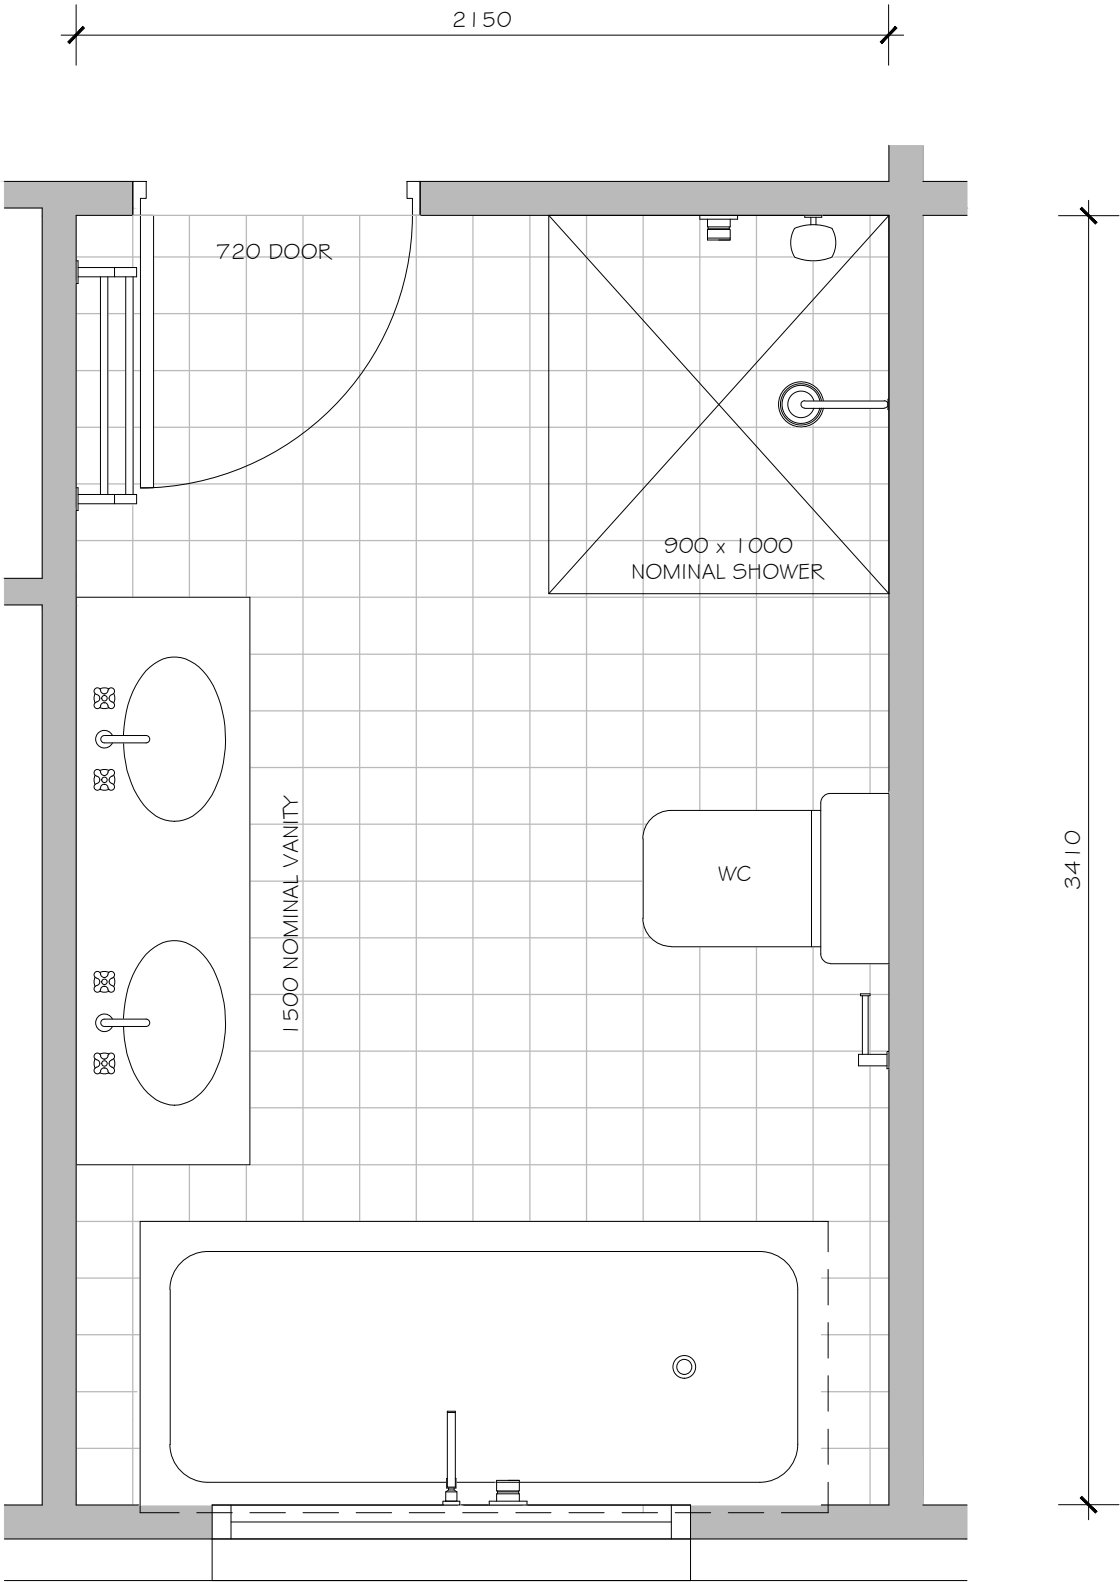 2150
720 DOOR
900 x 1000
NOMINAL SHOWER
1500 NOMINAL VANITY
WC
3410